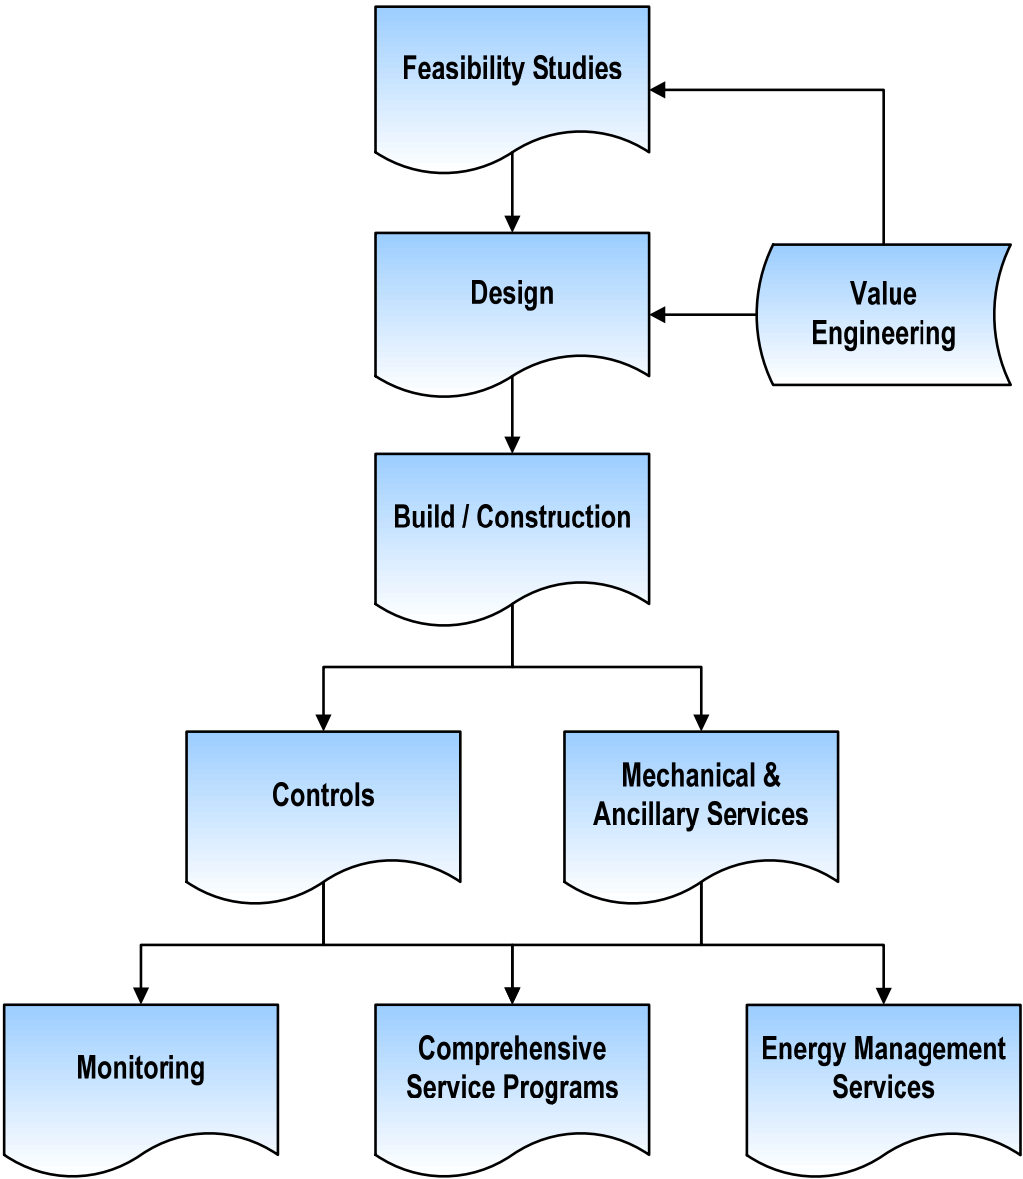 Feasibility Studies
Design
Value
Engineering
Build / Construction
Controls
Mechanical &
Ancillary Services
Monitoring
Comprehensive
Service Programs
Energy Management
Services